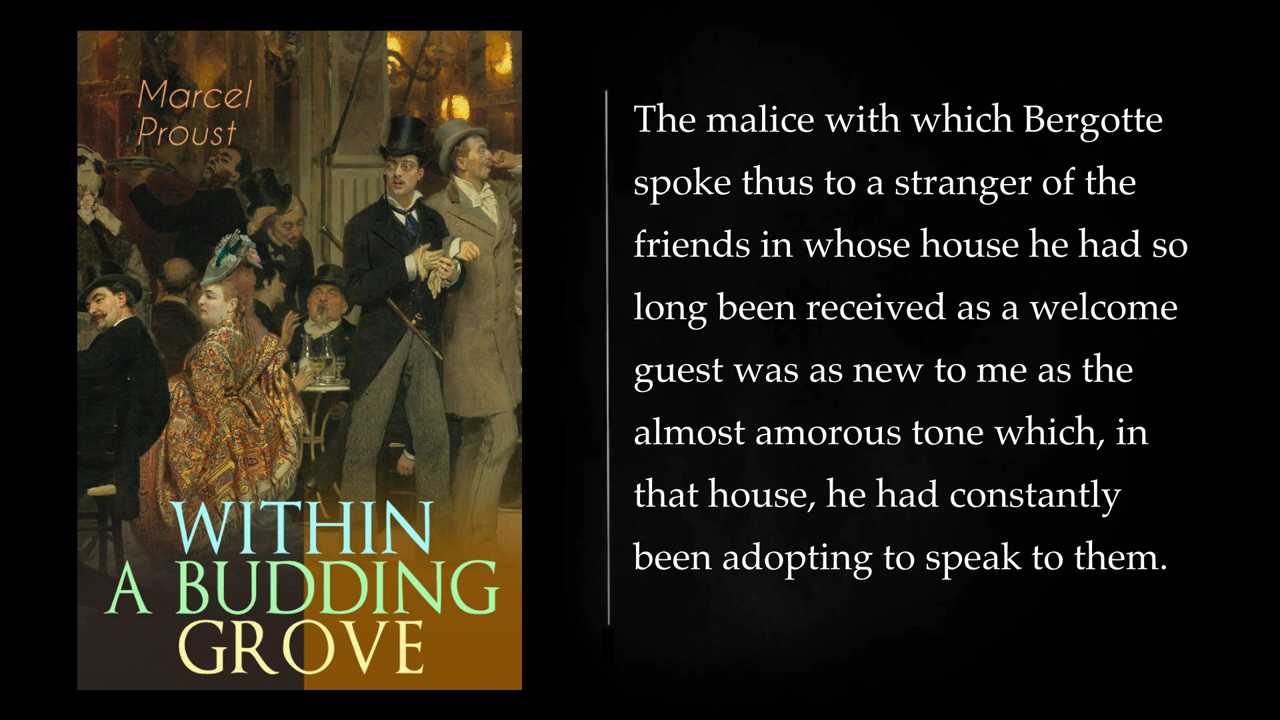 Marcel
Proust
WITHIN
A BUDDING
GROVE
The malice with which Bergotte
spoke thus to a stranger of the
friends in whose house he had so
long been received as a welcome
guest was as new to me as the
almost amorous tone which, in
that house, he had constantly
been adopting to speak to them.